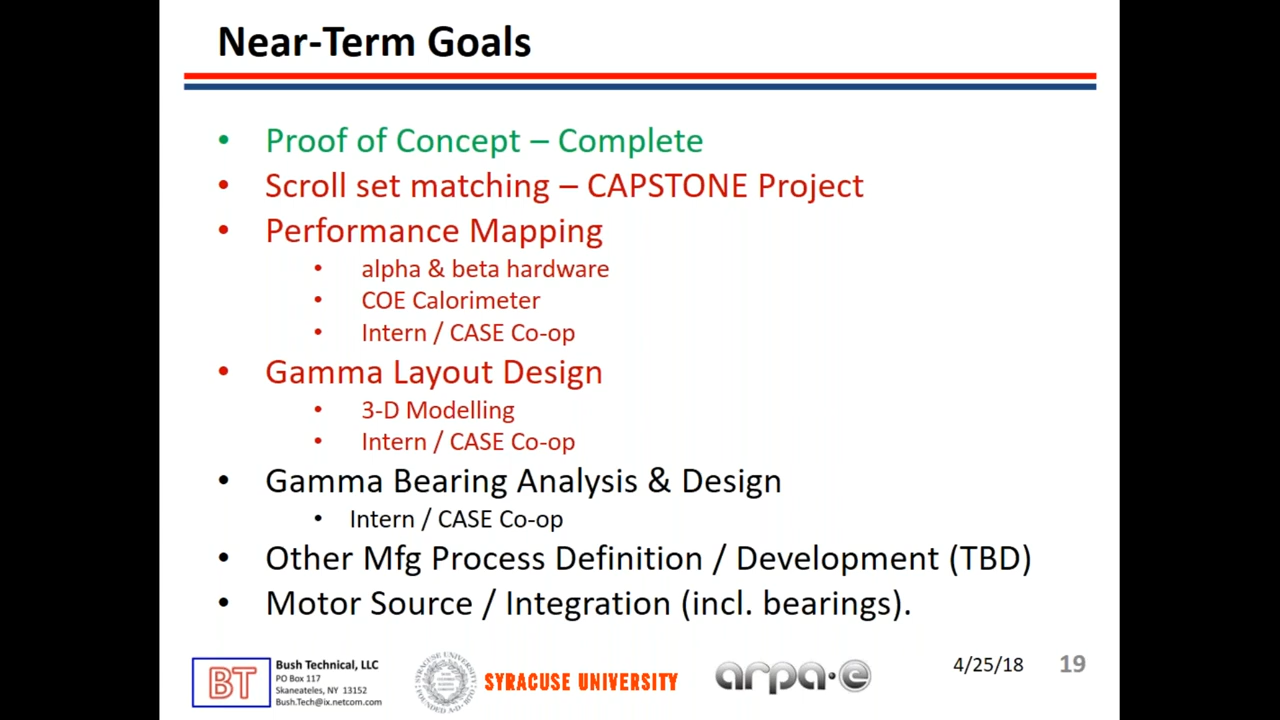 Near-Term Goals
• Proof of Concept – Complete
• Scroll set matching – CAPSTONE Project
• Performance Mapping
• alpha & beta hardware
• COE Calorimeter
• Intern / CASE Co-op
• Gamma Layout Design
• 3-D Modelling
• Intern / CASE Co-op
• Gamma Bearing Analysis & Design
• Intern / CASE Co-op
• Other Mfg Process Definition / Development (TBD)
• Motor Source / Integration (incl. bearings).
BT
Bush Technical, LLC
PO Box 117
Skaneateles, NY 13152
Bush.Tech@ix.netcom.com
SYRACUSE UNIVERSITY
arpa·e
4/25/18
19